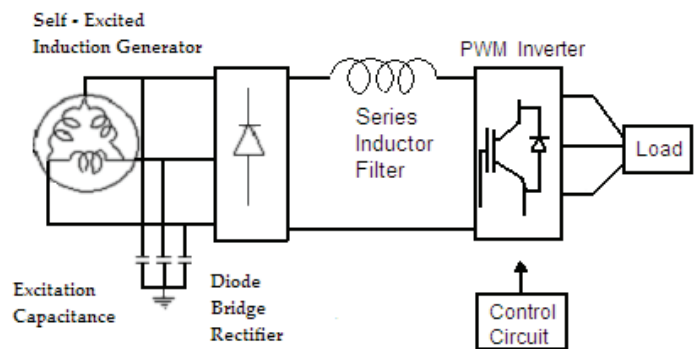 Self - Excited
Induction Generator
PWM Inverter
Series
Inductor
Filter
Load
Excitation
Capacitance
Diode
Bridge
Rectifier
Control
Circuit